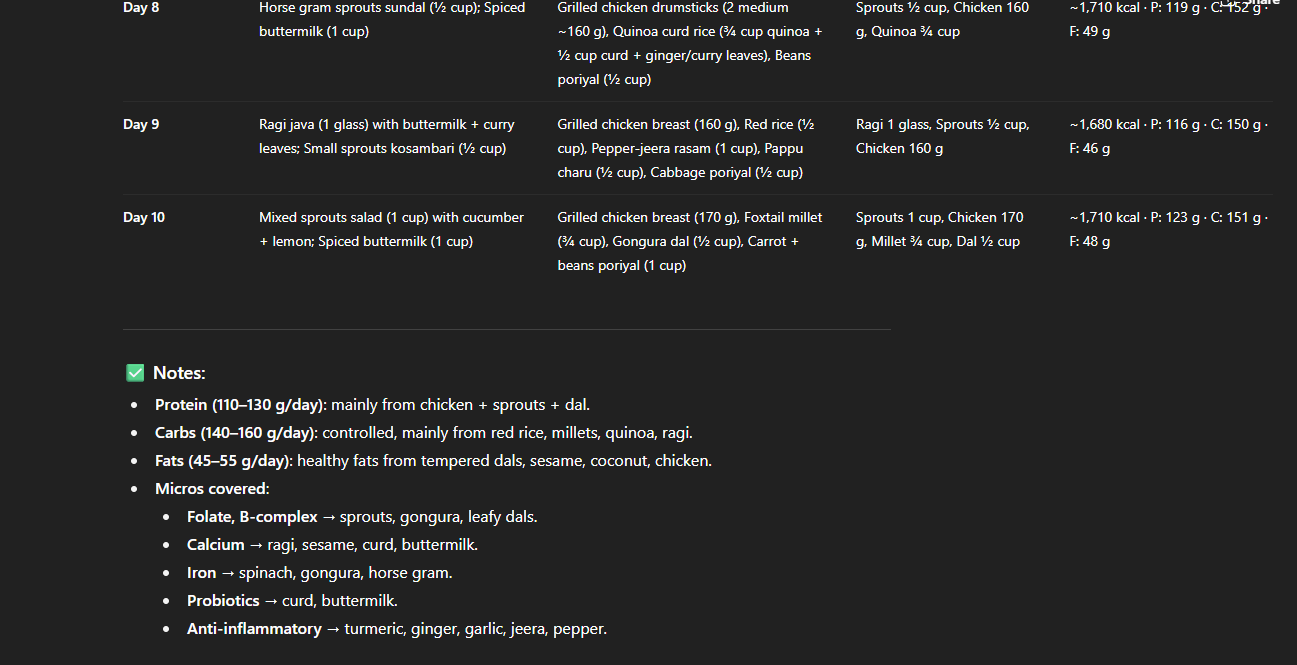 Share
Day 8
Horse gram sprouts sundal (½ cup); Spiced
buttermilk (1 cup)
Grilled chicken drumsticks (2 medium
~160 g), Quinoa curd rice (¾ cup quinoa +
½ cup curd + ginger/curry leaves), Beans
poriyal (½ cup)
Sprouts ½ cup, Chicken 160
g, Quinoa ¾ cup
~1,710 kcal · P: 119 g · C: 152 g ·
F: 49 g
Day 9
Ragi java (1 glass) with buttermilk + curry
leaves; Small sprouts kosambari (½ cup)
Grilled chicken breast (160 g), Red rice (½
cup), Pepper-jeera rasam (1 cup), Pappu
charu (½ cup), Cabbage poriyal (½ cup)
Ragi 1 glass, Sprouts ½ cup,
Chicken 160 g
~1,680 kcal · P: 116 g · C: 150 g ·
F: 46 g
Day 10
Mixed sprouts salad (1 cup) with cucumber
+ lemon; Spiced buttermilk (1 cup)
Grilled chicken breast (170 g), Foxtail millet
(¾ cup), Gongura dal (½ cup), Carrot +
beans poriyal (1 cup)
Sprouts 1 cup, Chicken 170
g, Millet ¾ cup, Dal ½ cup
~1,710 kcal · P: 123 g · C: 151 g ·
F: 48 g
✅ Notes:
• Protein (110–130 g/day): mainly from chicken + sprouts + dal.
• Carbs (140–160 g/day): controlled, mainly from red rice, millets, quinoa, ragi.
• Fats (45–55 g/day): healthy fats from tempered dals, sesame, coconut, chicken.
• Micros covered:
• Folate, B-complex → sprouts, gongura, leafy dals.
• Calcium → ragi, sesame, curd, buttermilk.
• Iron → spinach, gongura, horse gram.
• Probiotics → curd, buttermilk.
• Anti-inflammatory → turmeric, ginger, garlic, jeera, pepper.